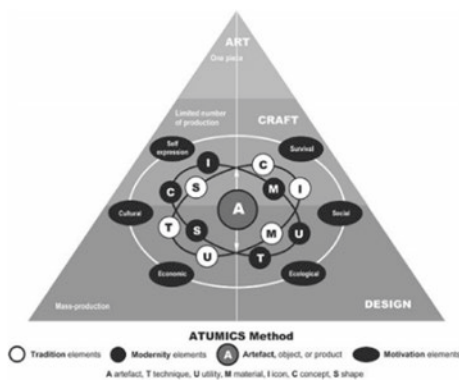 ART
One piece
Limited number
of production
CRAFT
Self
expression
Survival
I
C
C
S
M
I
A
Cultural
Social
T
S
M
U
U
T
Economic
Ecological
Mass-production
DESIGN
ATUMICS Method
Tradition elements
Modernity elements
A
Artefact, object, or product
Motivation elements
A artefact, T technique, U utility, M material, I icon, C concept, S shape